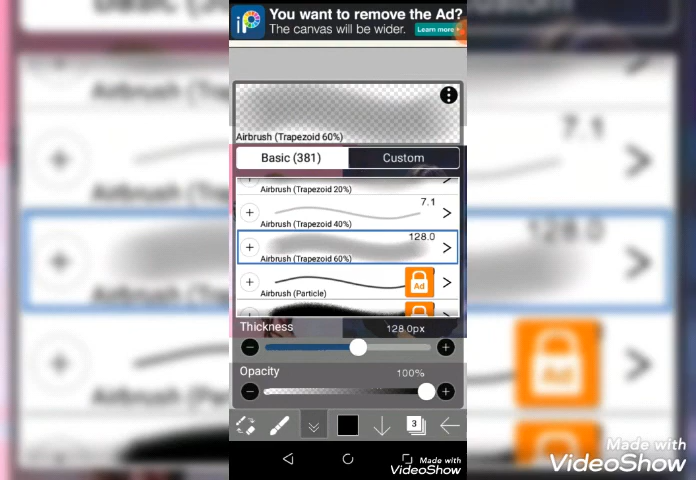 You want to remove the Ad?
The canvas will be wider.
Learn more
iP
Airbrush (Trapezoid 60%)
Basic (381)
Custom
Airbrush (Trapezoid 20%)
7.1
Airbrush (Trapezoid 40%)
128.0
Airbrush (Trapezoid 60%)
Ad
Airbrush (Particle)
Thickness
128.0px
Opacity
100%
3
Made with
VideoShow
Made with
VideoShow